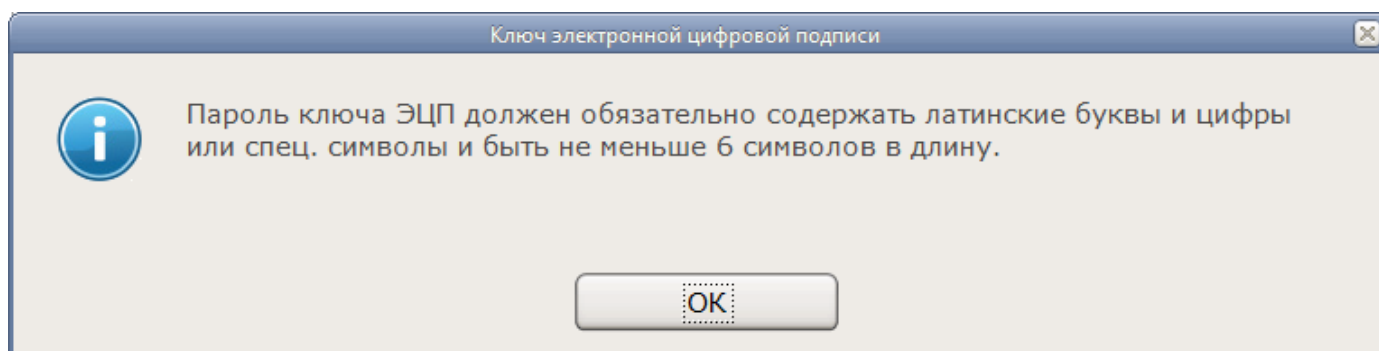 Ключ электронной цифровой подписи
Пароль ключа ЭЦП должен обязательно содержать латинские буквы и цифры
или спец. символы и быть не меньше 6 символов в длину.
ОК